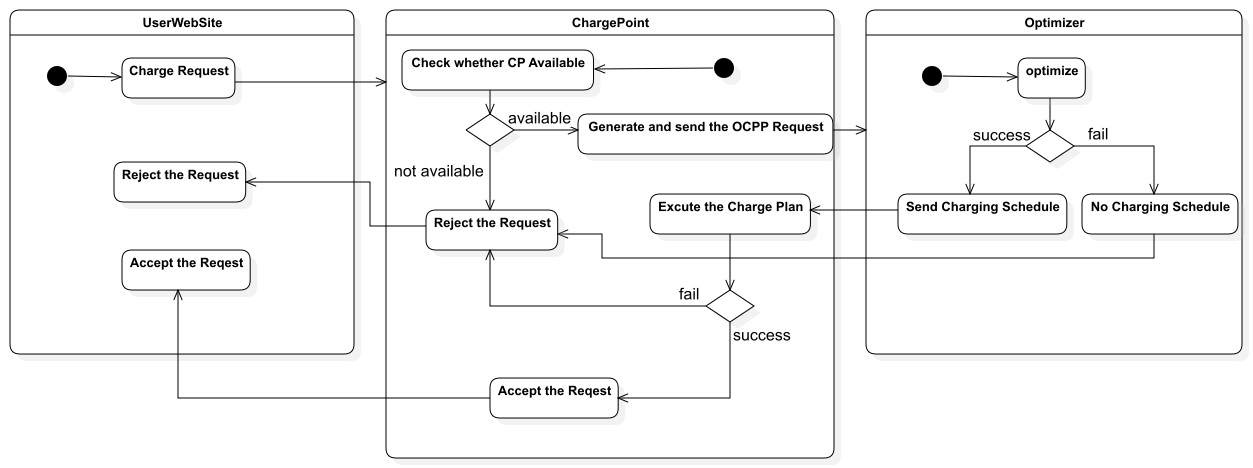 UserWebSite
Charge Request
Reject the Request
Accept the Reqest
ChargePoint
Check whether CP Available
available
Generate and send the OCPP Request
not available
Reject the Request
Excute the Charge Plan
fail
success
Accept the Reqest
Optimizer
optimize
success
fail
Send Charging Schedule
No Charging Schedule